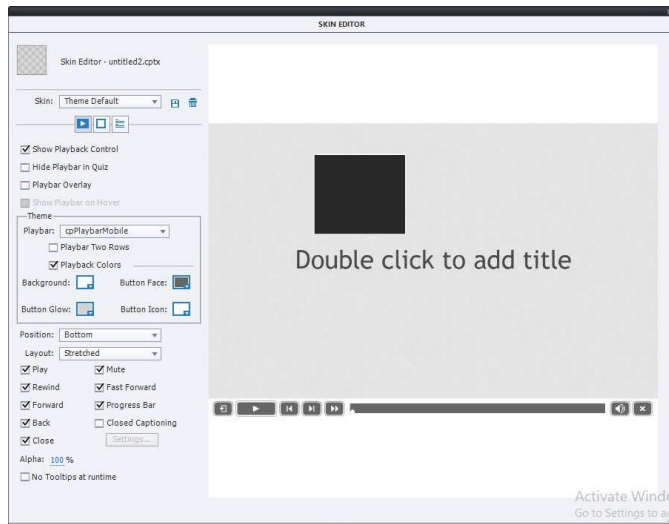 SKIN EDITOR
Skin Editor - untitled2.cptx
Skin: Theme Default
Show Playback Control
Hide Playbar in Quiz
Playbar Overlay
Show Playbar on Hover
Theme
Playbar: cpPlaybarMobile
Playbar Two Rows
Playback Colors
Background: Button Face:
Button Glow: Button Icon:
Position: Bottom
Layout: Stretched
Play Mute
Rewind Fast Forward
Forward Progress Bar
Back Closed Captioning
Close Settings...
Alpha: 100 %
No Tooltips at runtime
Double click to add title
Activate Wind
Go to Settings to a